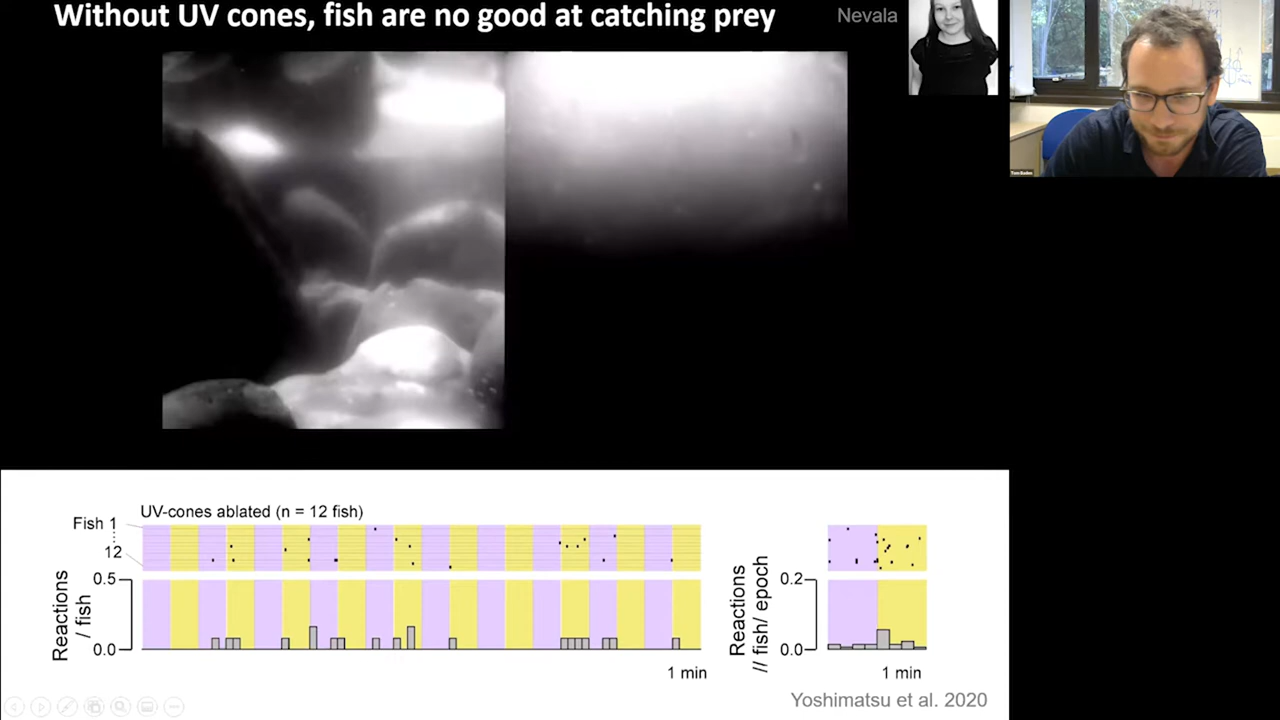 Without UV cones, fish are no good at catching prey
Nevala
Tom Baden
UV-cones ablated (n = 12 fish)
Fish 1
12
0.5
0.0
Reactions
/ fish
1 min
0.2
0.0
Reactions
// fish/ epoch
1 min
Yoshimatsu et al. 2020